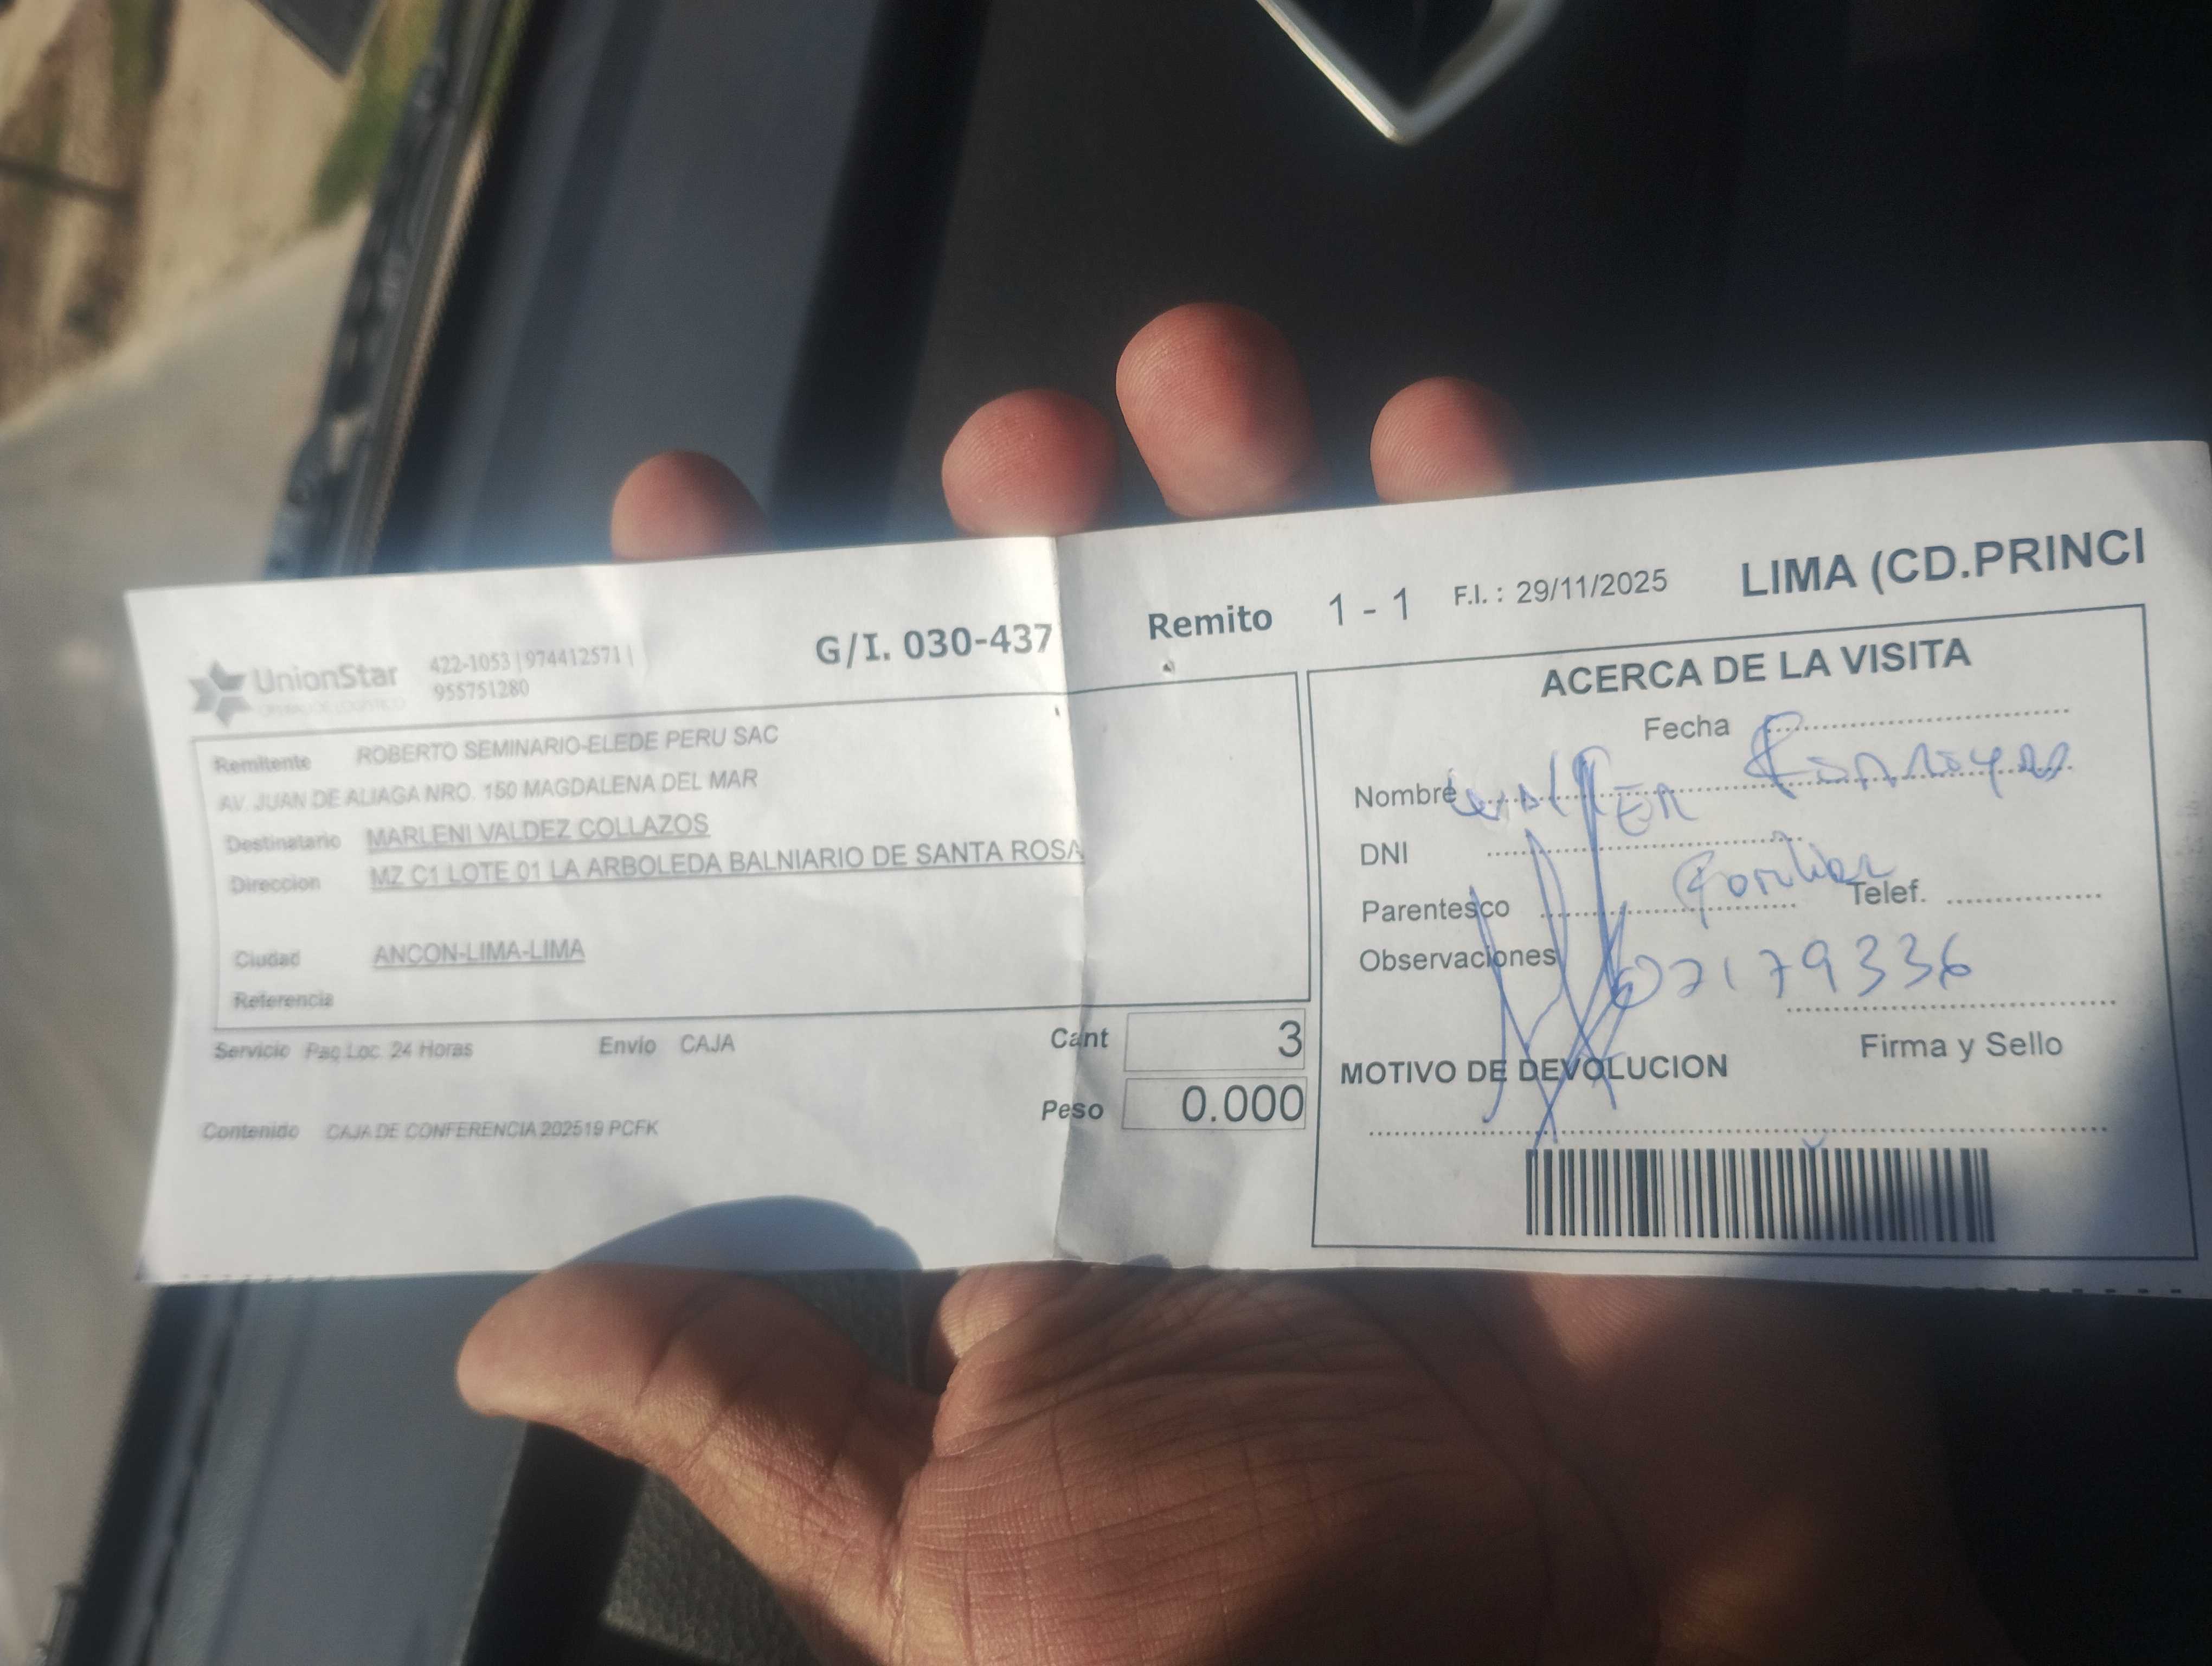 UnionStar
OPERADOR LOGISTICO
422-1053 | 974412571 |
955751280
G/I. 030-437
Remito 1 - 1 F.I. : 29/11/2025 LIMA (CD.PRINCI
Remitente ROBERTO SEMINARIO-ELEDE PERU SAC
AV. JUAN DE ALIAGA NRO. 150 MAGDALENA DEL MAR
Destinatario MARLENI VALDEZ COLLAZOS
Direccion MZ C1 LOTE 01 LA ARBOLEDA BALNIARIO DE SANTA ROSA
Ciudad ANCON-LIMA-LIMA
Referencia
Servicio Paq.Loc. 24 Horas Envio CAJA Cant 3
Peso 0.000
Contenido CAJA DE CONFERENCIA 202519 PCFK
ACERCA DE LA VISITA
Fecha
Nombre walTER
DNI
Parentesco Telef.
Observaciones 07179336
Firma y Sello
MOTIVO DE DEVOLUCION